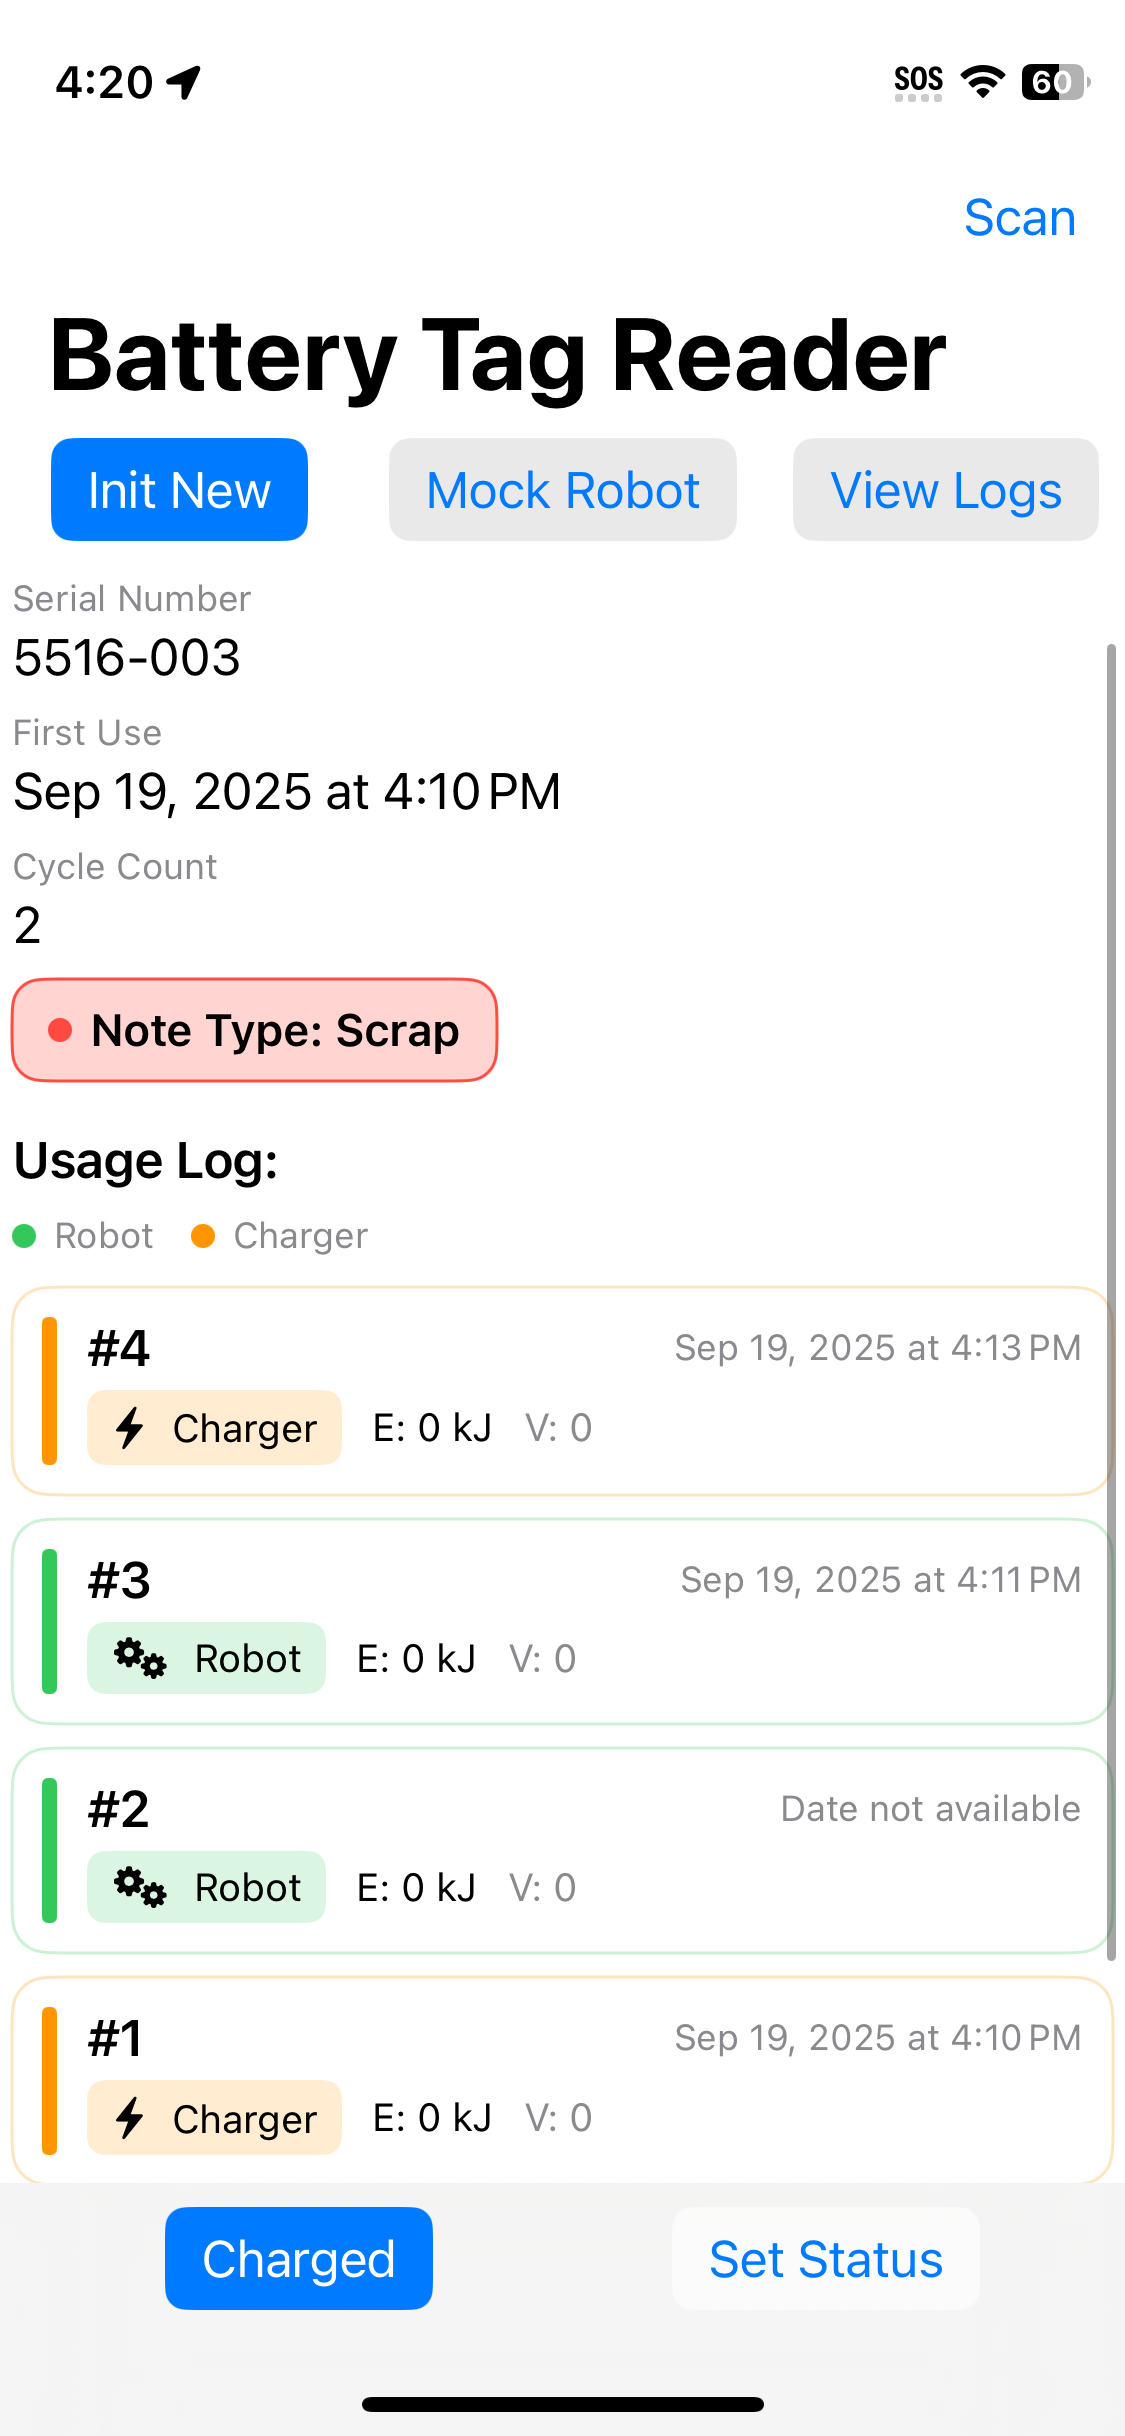 4:20
SOS
60
Scan
Battery Tag Reader
Init New
Mock Robot
View Logs
Serial Number
5516-003
First Use
Sep 19, 2025 at 4:10 PM
Cycle Count
2
Note Type: Scrap
Usage Log:
Robot
Charger
#4
Sep 19, 2025 at 4:13 PM
Charger
E: 0 kJ
V: 0
#3
Sep 19, 2025 at 4:11 PM
Robot
E: 0 kJ
V: 0
#2
Date not available
Robot
E: 0 kJ
V: 0
#1
Sep 19, 2025 at 4:10 PM
Charger
E: 0 kJ
V: 0
Charged
Set Status